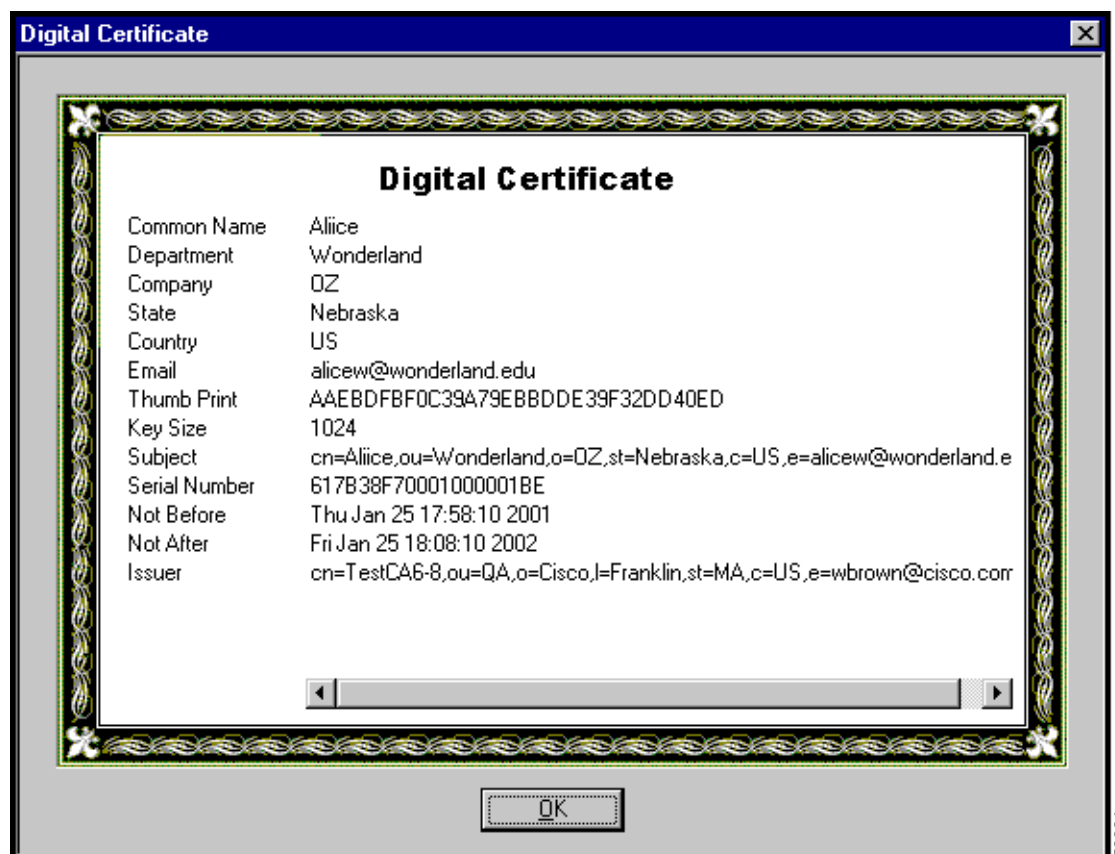 Digital Certificate
Digital Certificate
Common Name Aliice
Department Wonderland
Company OZ
State Nebraska
Country US
Email alicew@wonderland.edu
Thumb Print AAEBDFBF0C39A79EBBDDE39F32DD40ED
Key Size 1024
Subject cn=Aliice,ou=Wonderland,o=OZ,st=Nebraska,c=US,e=alicew@wonderland.e
Serial Number 617B38F70001000001BE
Not Before Thu Jan 25 17:58:10 2001
Not After Fri Jan 25 18:08:10 2002
Issuer cn=TestCA6-8,ou=QA,o=Cisco,l=Franklin,st=MA,c=US,e=wbrown@cisco.com
OK